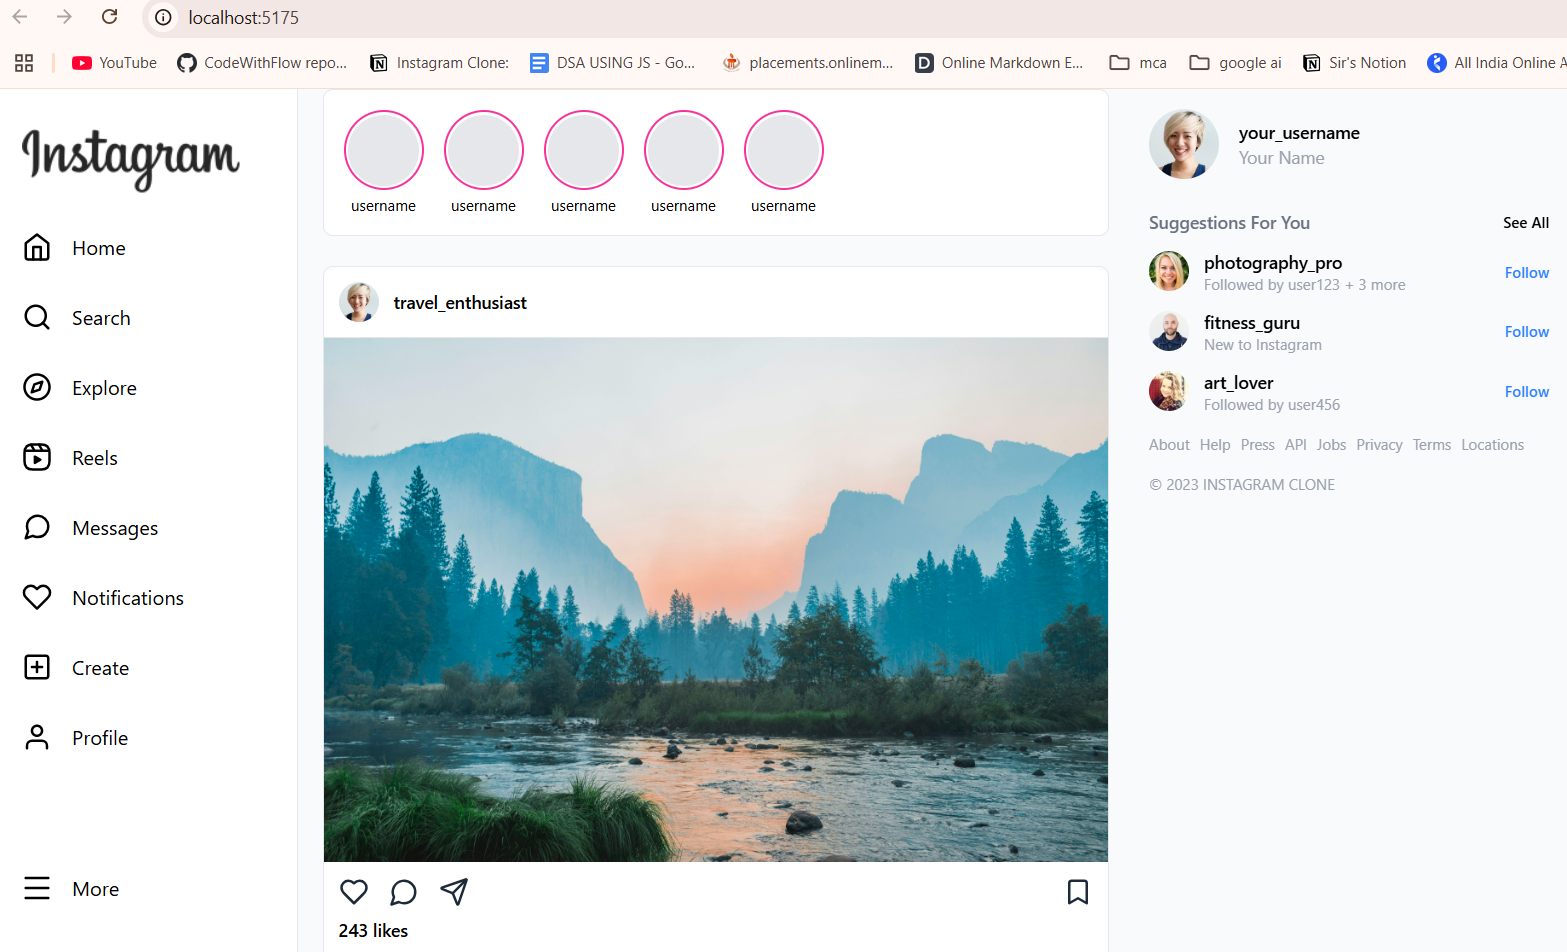 localhost:5175
YouTube CodeWithFlow repo... Instagram Clone: DSA USING JS - Go... placements.onlinem... Online Markdown E... mca google ai Sir's Notion All India Online A
Instagram
Home
Search
Explore
Reels
Messages
Notifications
Create
Profile
More
username username username username username
travel_enthusiast
243 likes
your_username
Your Name
Suggestions For You See All
photography_pro
Followed by user123 + 3 more
Follow
fitness_guru
New to Instagram
Follow
art_lover
Followed by user456
Follow
About Help Press API Jobs Privacy Terms Locations
© 2023 INSTAGRAM CLONE